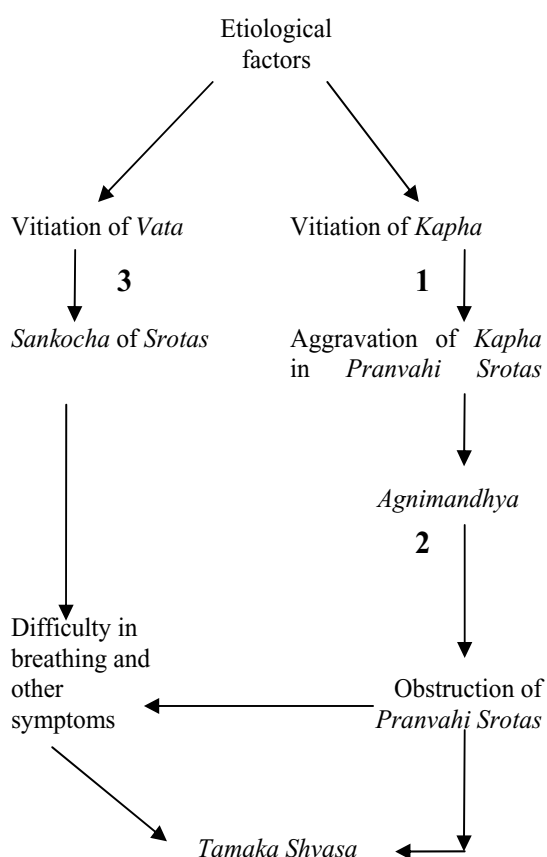 Etiological
factors
Vitiation of Vata
Vitiation of Kapha
3
1
Sankocha of Srotas
Aggravation of Kapha
in Pranvahi Srotas
Agnimandhya
2
Difficulty in
breathing and
other
symptoms
Obstruction of
Pranvahi Srotas
Tamaka Shvasa